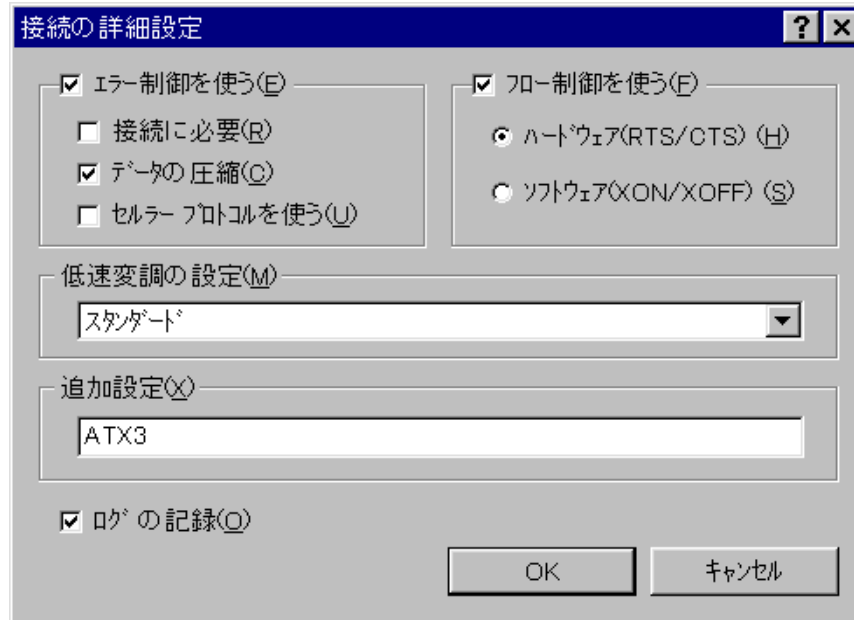 接続の詳細設定
ｴﾗｰ制御を使う(E)
接続に必要(R)
ﾃﾞｰﾀの圧縮(C)
ｾﾙﾗｰ ﾌﾟﾛﾄｺﾙを使う(U)
ﾌﾛｰ制御を使う(F)
ﾊｰﾄﾞｳｪｱ(RTS/CTS) (H)
ｿﾌﾄｳｪｱ(XON/XOFF) (S)
低速変調の設定(M)
ｽﾀﾝﾀﾞｰﾄﾞ
追加設定(X)
ATX3
ﾛｸﾞの記録(O)
OK
ｷｬﾝｾﾙ